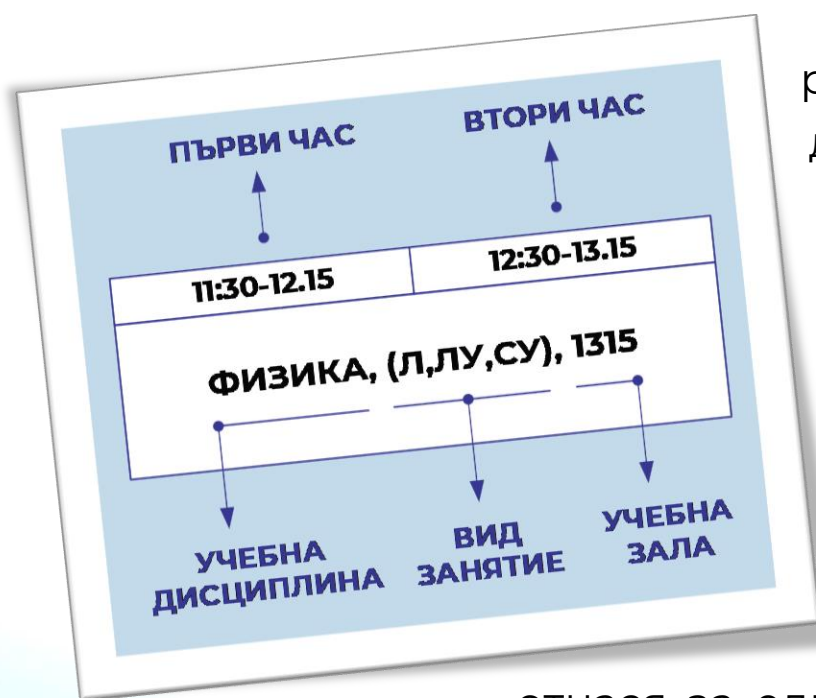 ПЪРВИ ЧАС
ВТОРИ ЧАС
11:30-12.15
12:30-13.15
ФИЗИКА, (Л,ЛУ,СУ), 1315
УЧЕБНА
ДИСЦИПЛИНА
ВИД
ЗАНЯТИЕ
УЧЕБНА
ЗАЛА